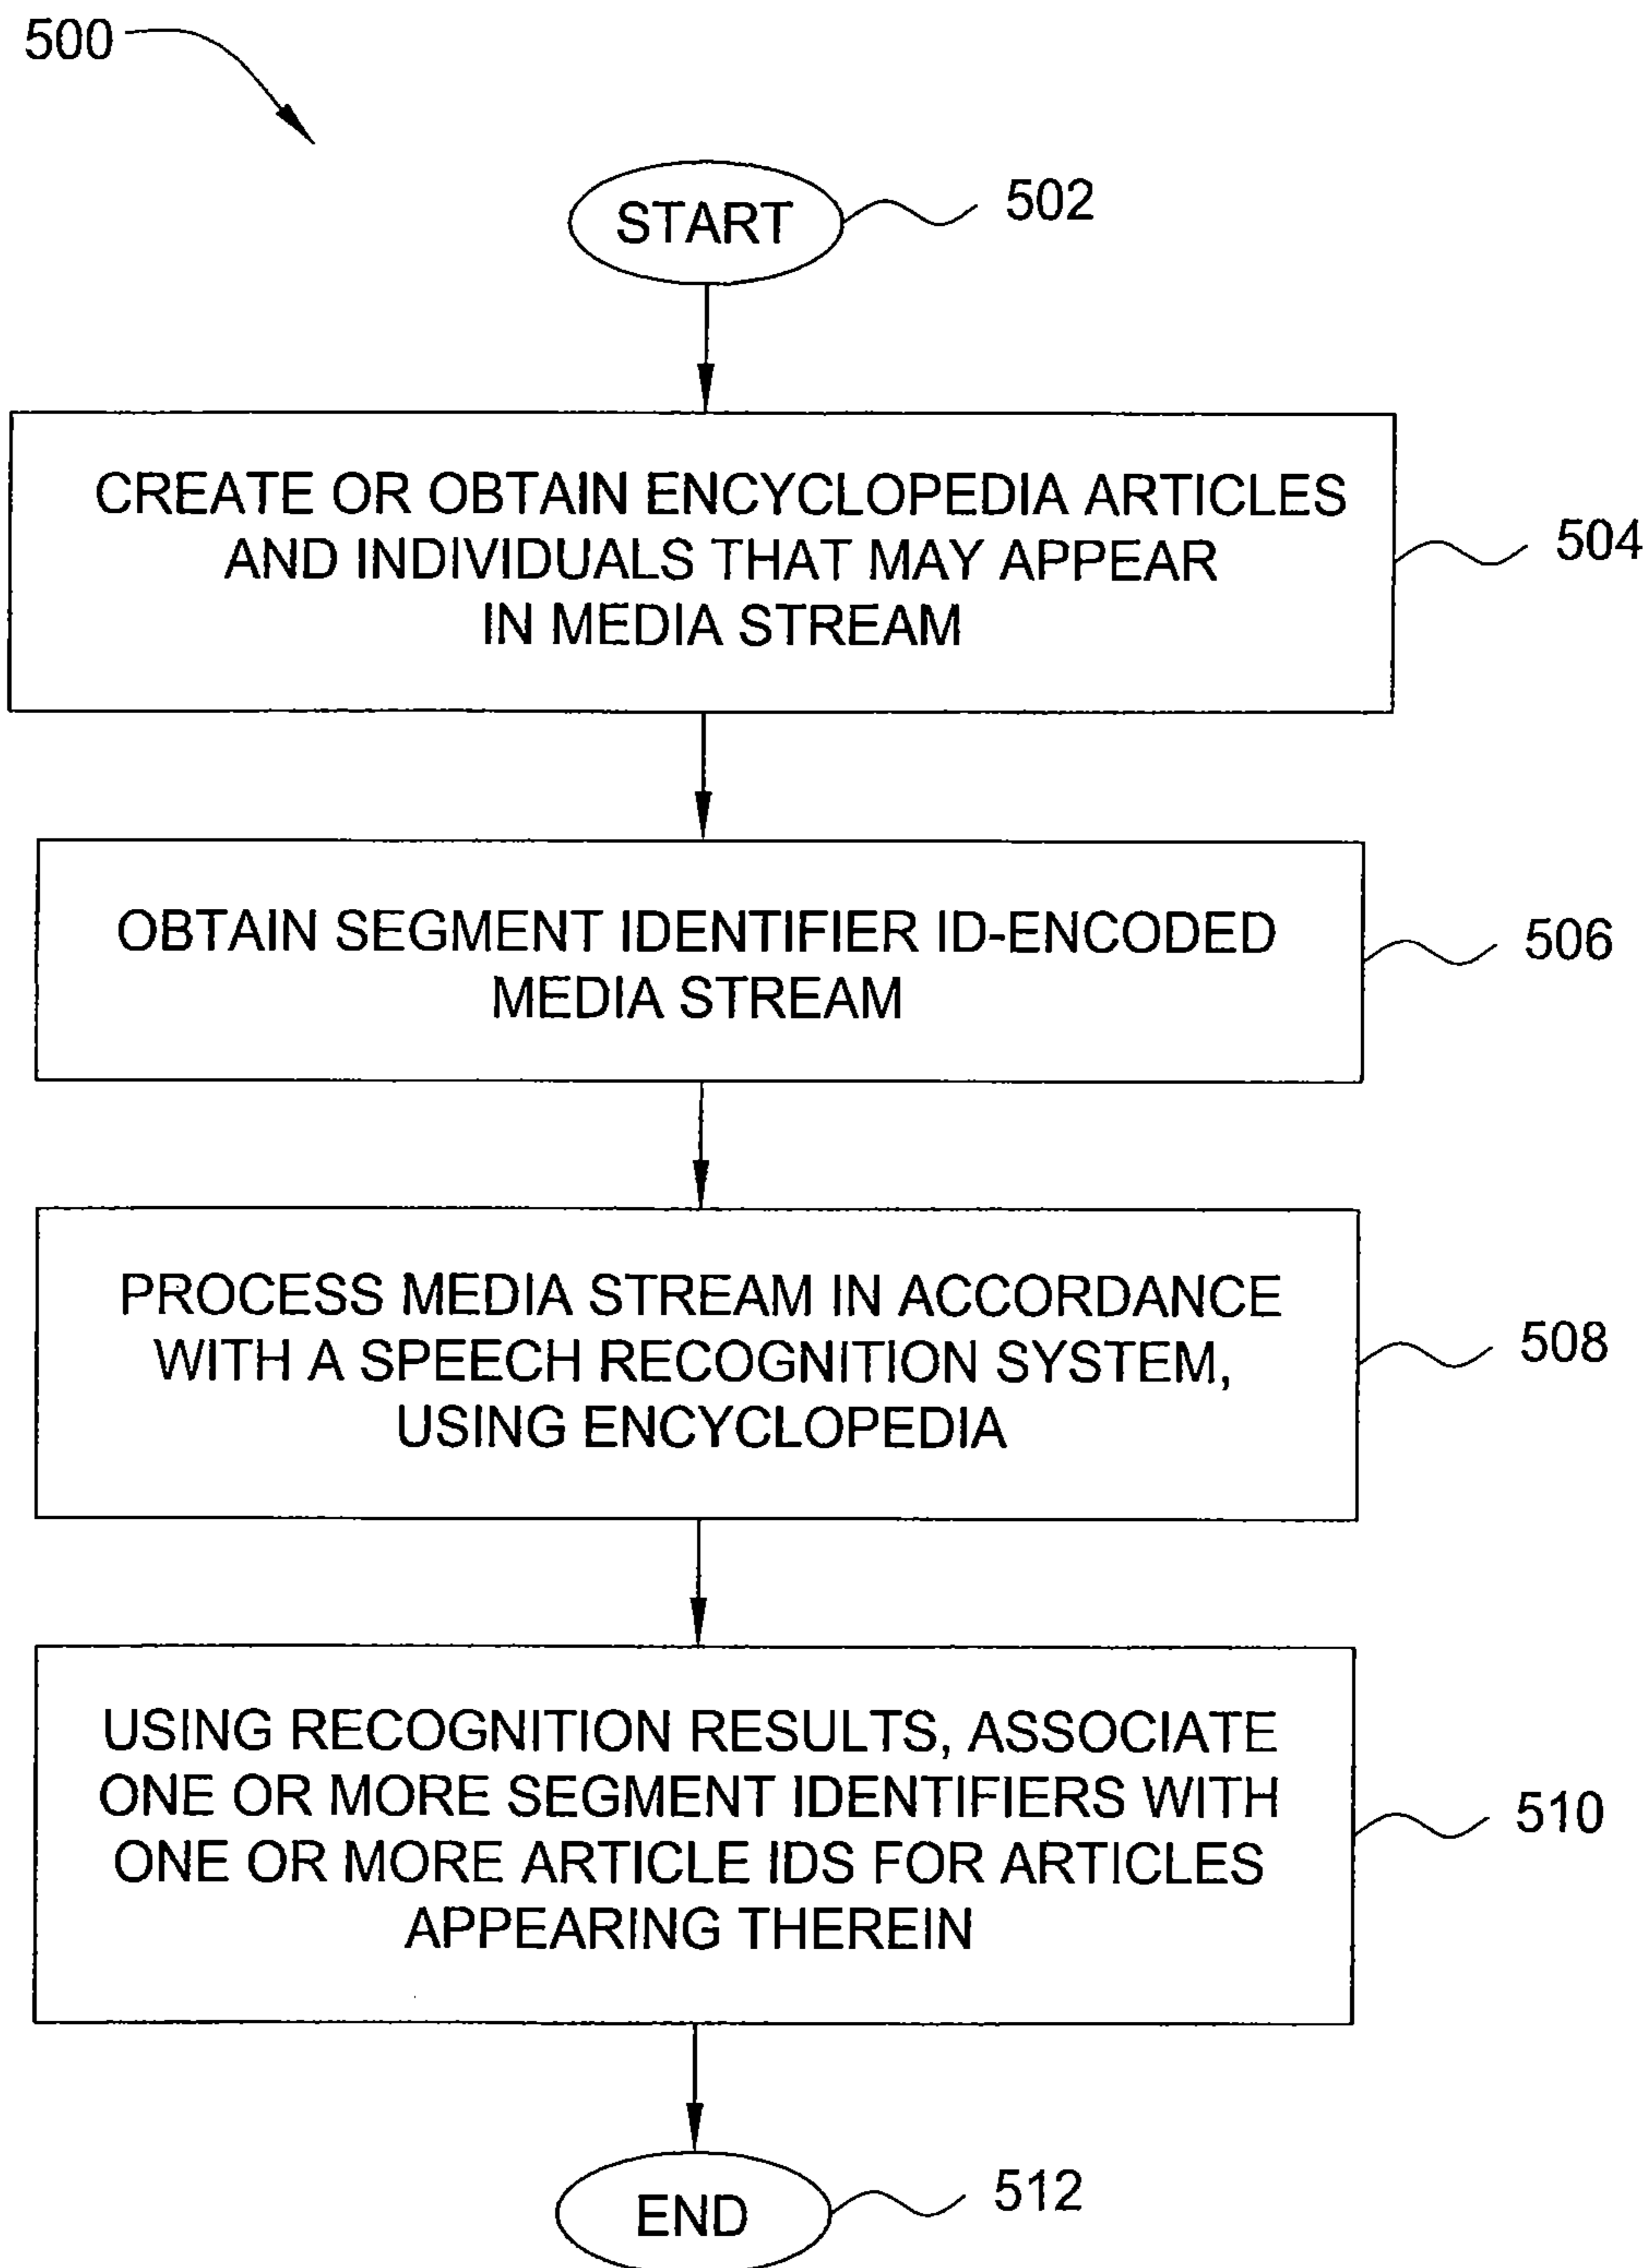 500
START
502
CREATE OR OBTAIN ENCYCLOPEDIA ARTICLES
AND INDIVIDUALS THAT MAY APPEAR
IN MEDIA STREAM
504
OBTAIN SEGMENT IDENTIFIER ID-ENCODED
MEDIA STREAM
506
PROCESS MEDIA STREAM IN ACCORDANCE
WITH A SPEECH RECOGNITION SYSTEM,
USING ENCYCLOPEDIA
508
USING RECOGNITION RESULTS, ASSOCIATE
ONE OR MORE SEGMENT IDENTIFIERS WITH
ONE OR MORE ARTICLE IDS FOR ARTICLES
APPEARING THEREIN
510
END
512